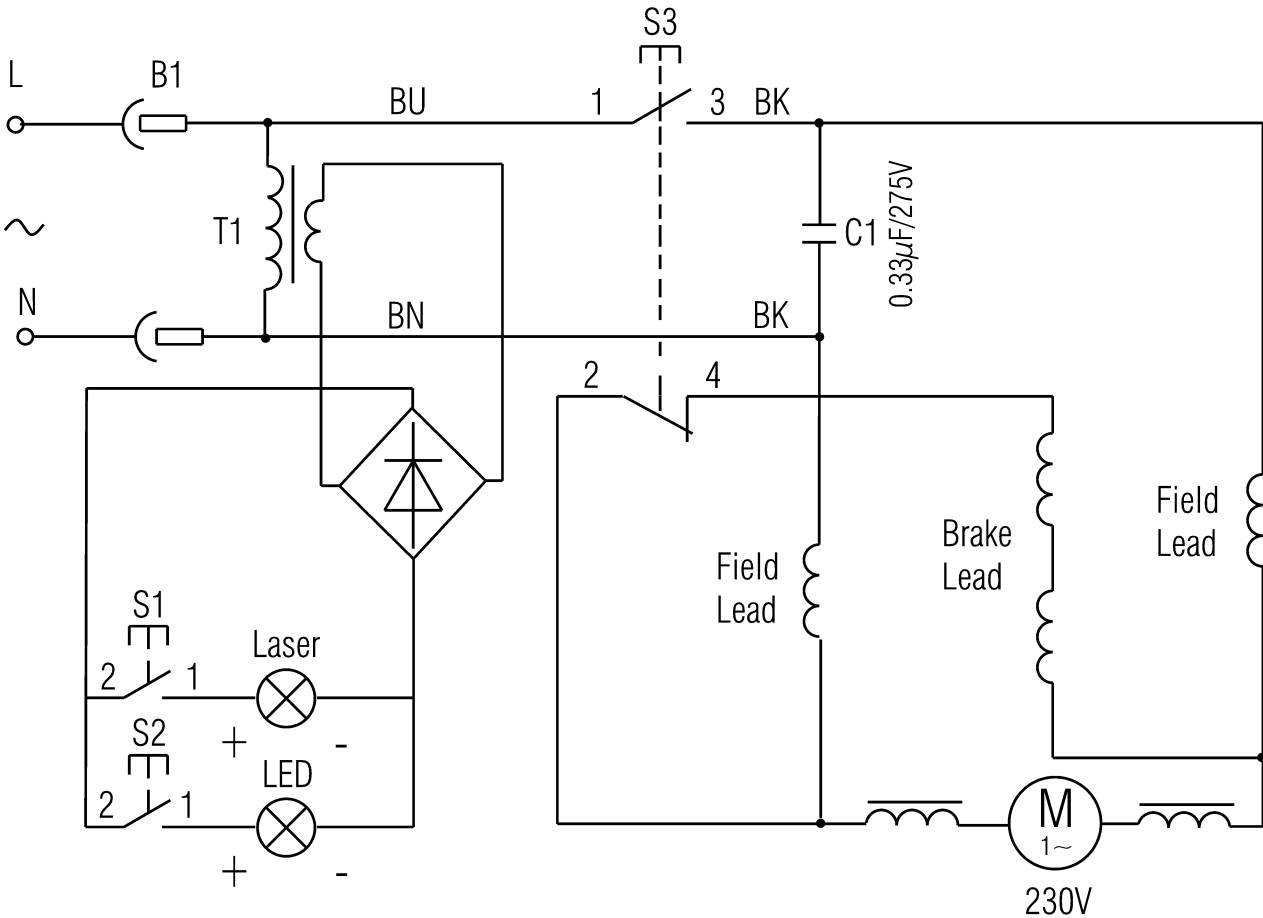 S3
L
B1
BU
1
3
BK
T1
C1
0.33µF/275V
N
BN
BK
2
4
Field
Lead
Brake
Lead
Field
Lead
S1
Laser
2
1
+
-
S2
LED
2
1
+
-
M
1~
230V